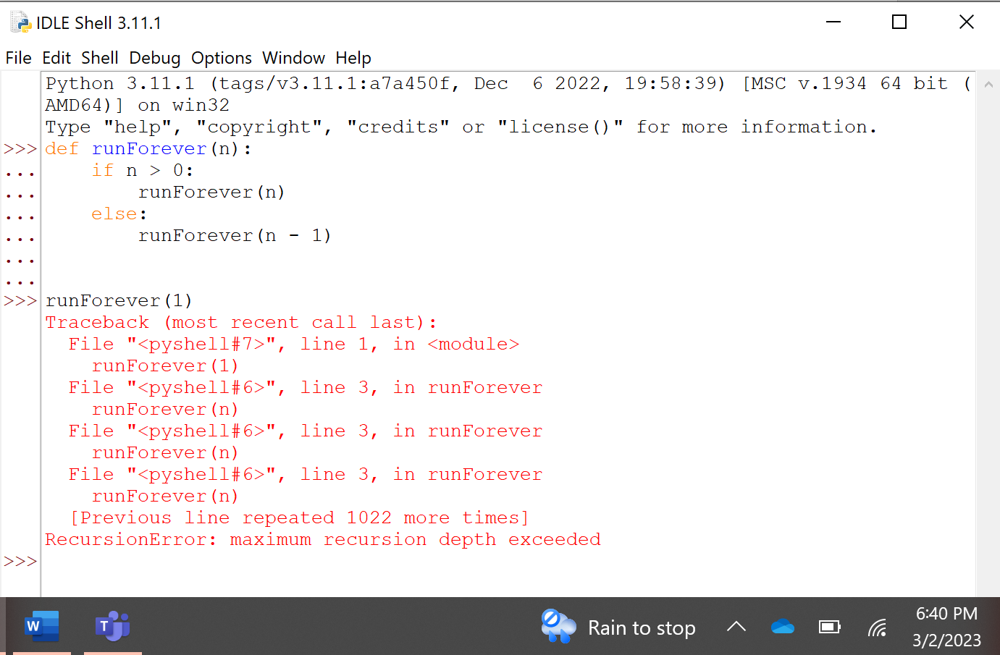 IDLE Shell 3.11.1
File Edit Shell Debug Options Window Help
Python 3.11.1 (tags/v3.11.1:a7a450f, Dec  6 2022, 19:58:39) [MSC v.1934 64 bit (
AMD64)] on win32
Type "help", "copyright", "credits" or "license()" for more information.
>>> def runForever(n):
...     if n > 0:
...         runForever(n)
...     else:
...         runForever(n - 1)
...
...
>>> runForever(1)
Traceback (most recent call last):
  File "<pyshell#7>", line 1, in <module>
    runForever(1)
  File "<pyshell#6>", line 3, in runForever
    runForever(n)
  File "<pyshell#6>", line 3, in runForever
    runForever(n)
  File "<pyshell#6>", line 3, in runForever
    runForever(n)
  [Previous line repeated 1022 more times]
RecursionError: maximum recursion depth exceeded
>>>
W T Rain to stop 6:40 PM
3/2/2023